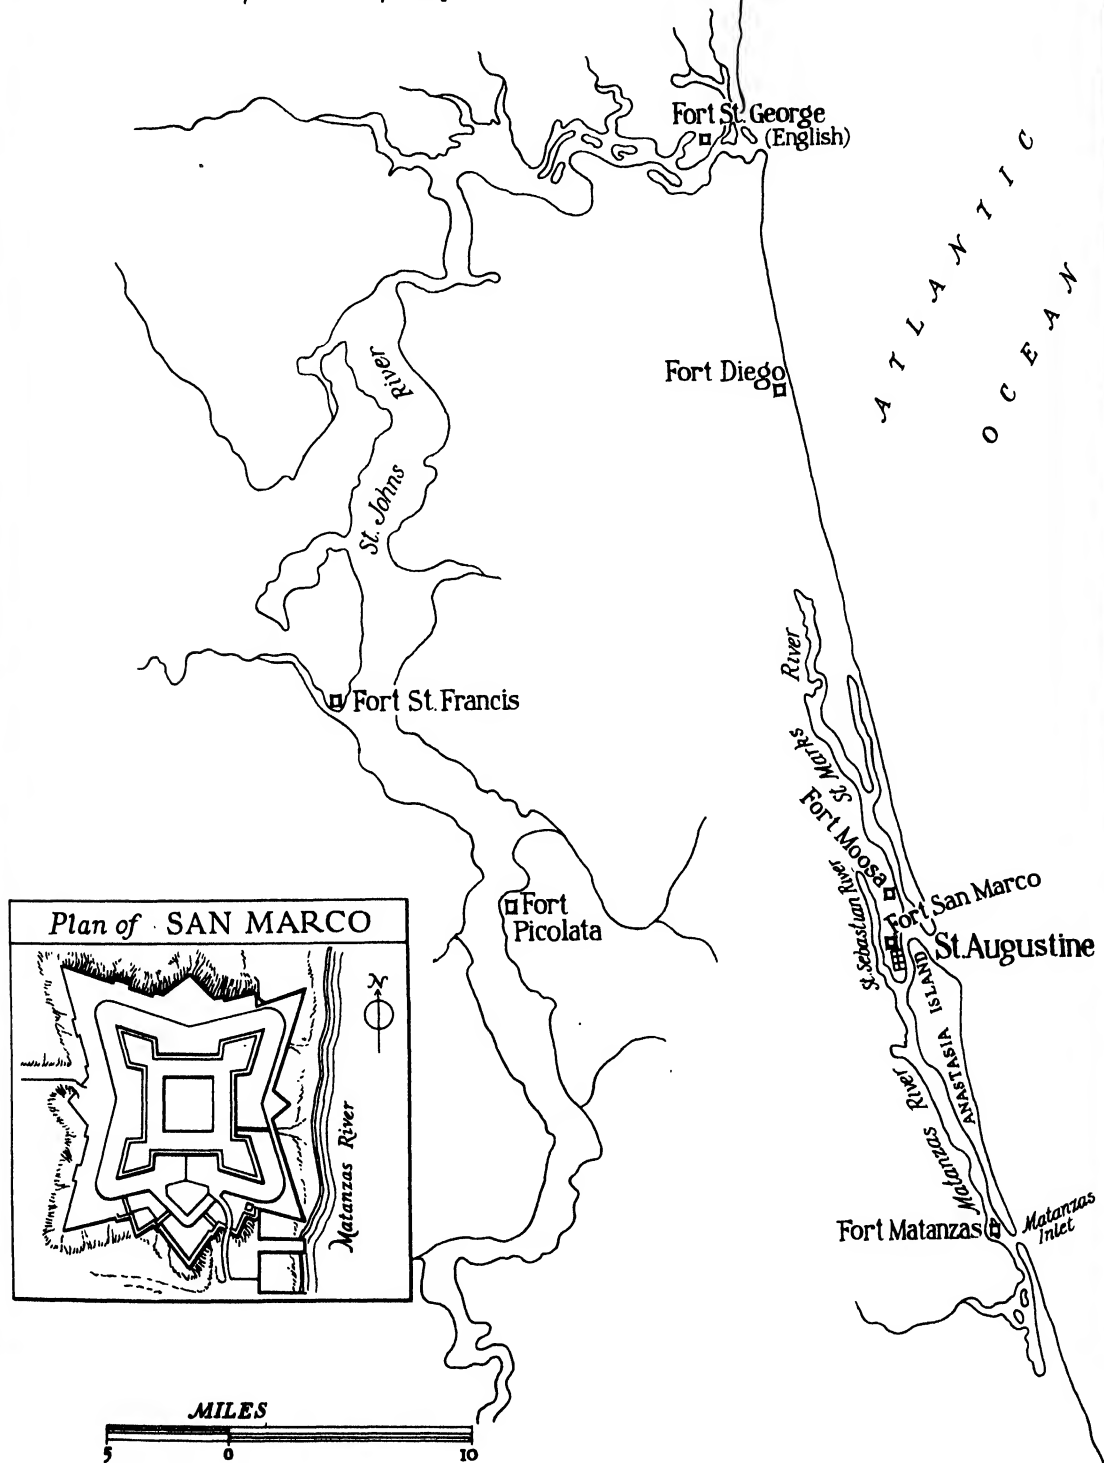 Fort St. George
(English)
ATLANTIC
OCEAN
Fort Diego
River
St. Johns
River
St. Marks
Fort St. Francis
Fort Moosa
St. Sebastian River
Fort San Marco
St. Augustine
Fort
Picolata
ANASTASIA ISLAND
Matanzas River
Fort Matanzas
Matanzas
Inlet
Plan of SAN MARCO
N
Matanzas River
MILES
5 0 10